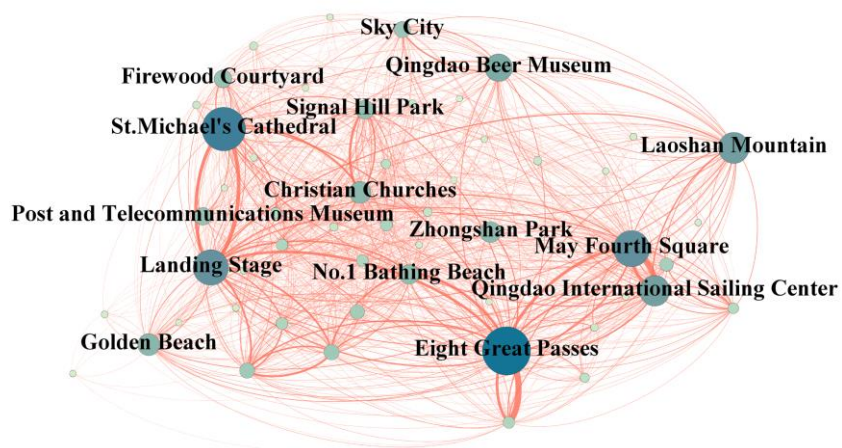 Sky City
Qingdao Beer Museum
Firewood Courtyard
Signal Hill Park
St.Michael's Cathedral
Laoshan Mountain
Christian Churches
Post and Telecommunications Museum
Zhongshan Park
May Fourth Square
Landing Stage
No.1 Bathing Beach
Qingdao International Sailing Center
Golden Beach
Eight Great Passes